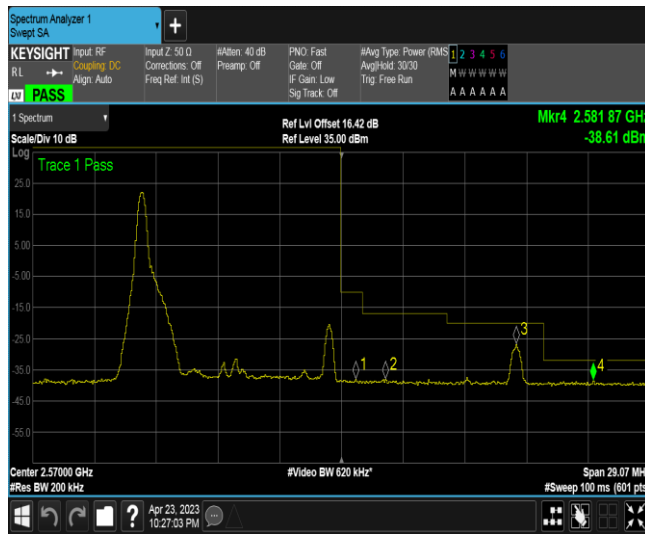 Spectrum Analyzer 1
Swept SA
KEYSIGHT Input: RF Input Z: 50 Ω #Atten: 40 dB PNO: Fast #Avg Type: Power (RMS 1 2 3 4 5 6
RL Coupling: DC Corrections: Off Preamp: Off Gate: Off Avg|Hold: 30/30 M W W W W W
Align: Auto Freq Ref: Int (S) IF Gain: Low Trig: Free Run
LXI PASS Sig Track: Off A A A A A A
1 Spectrum Ref Lvl Offset 16.42 dB Mkr4 2.581 87 GHz
Scale/Div 10 dB Ref Level 35.00 dBm -38.61 dBm
Log
Trace 1 Pass
25.0
15.0
5.00
-5.00
-15.0
-25.0
3
-35.0
1 2 4
-45.0
-55.0
Center 2.57000 GHz #Video BW 620 kHz* Span 29.07 MH
#Res BW 200 kHz #Sweep 100 ms (601 pts
? Apr 23, 2023
10:27:03 PM